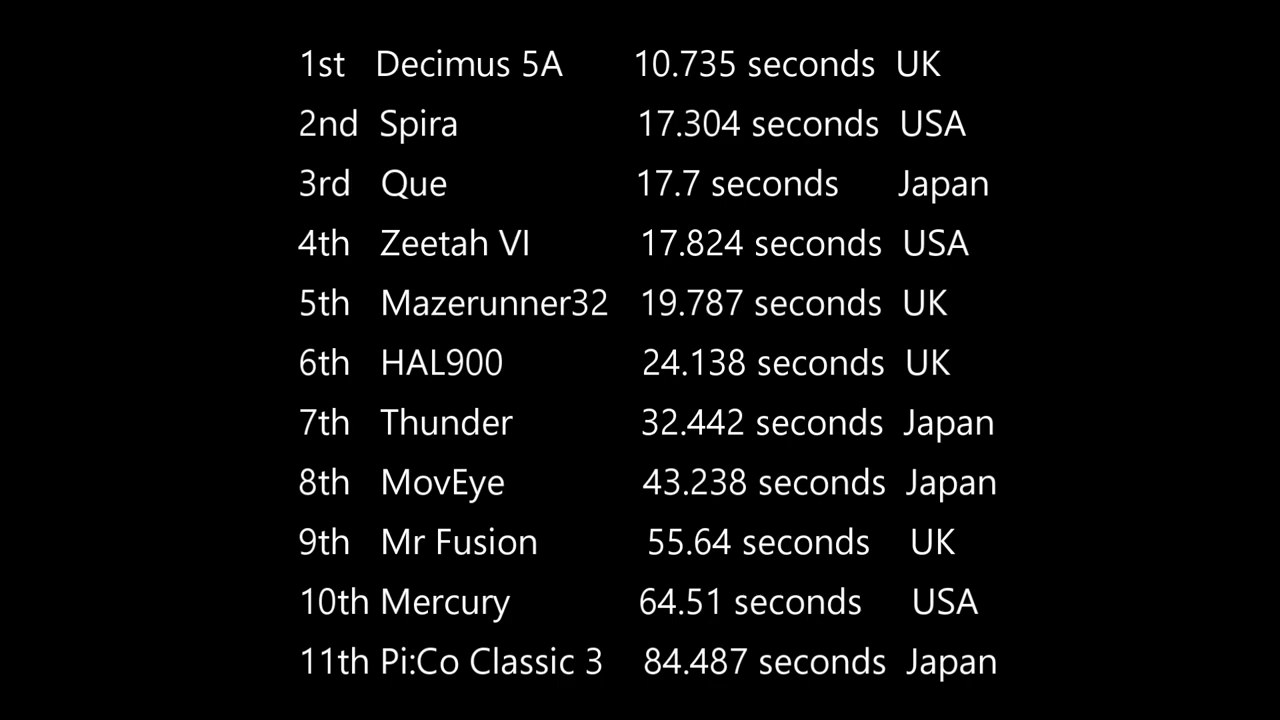 1st Decimus 5A 10.735 seconds UK
2nd Spira 17.304 seconds USA
3rd Que 17.7 seconds Japan
4th Zeetah VI 17.824 seconds USA
5th Mazerunner32 19.787 seconds UK
6th HAL900 24.138 seconds UK
7th Thunder 32.442 seconds Japan
8th MovEye 43.238 seconds Japan
9th Mr Fusion 55.64 seconds UK
10th Mercury 64.51 seconds USA
11th Pi:Co Classic 3 84.487 seconds Japan